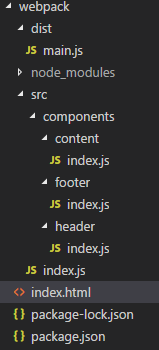 webpack
dist
JS main.js
node_modules
src
components
content
JS index.js
footer
JS index.js
header
JS index.js
JS index.js
<> index.html
{} package-lock.json
{} package.json